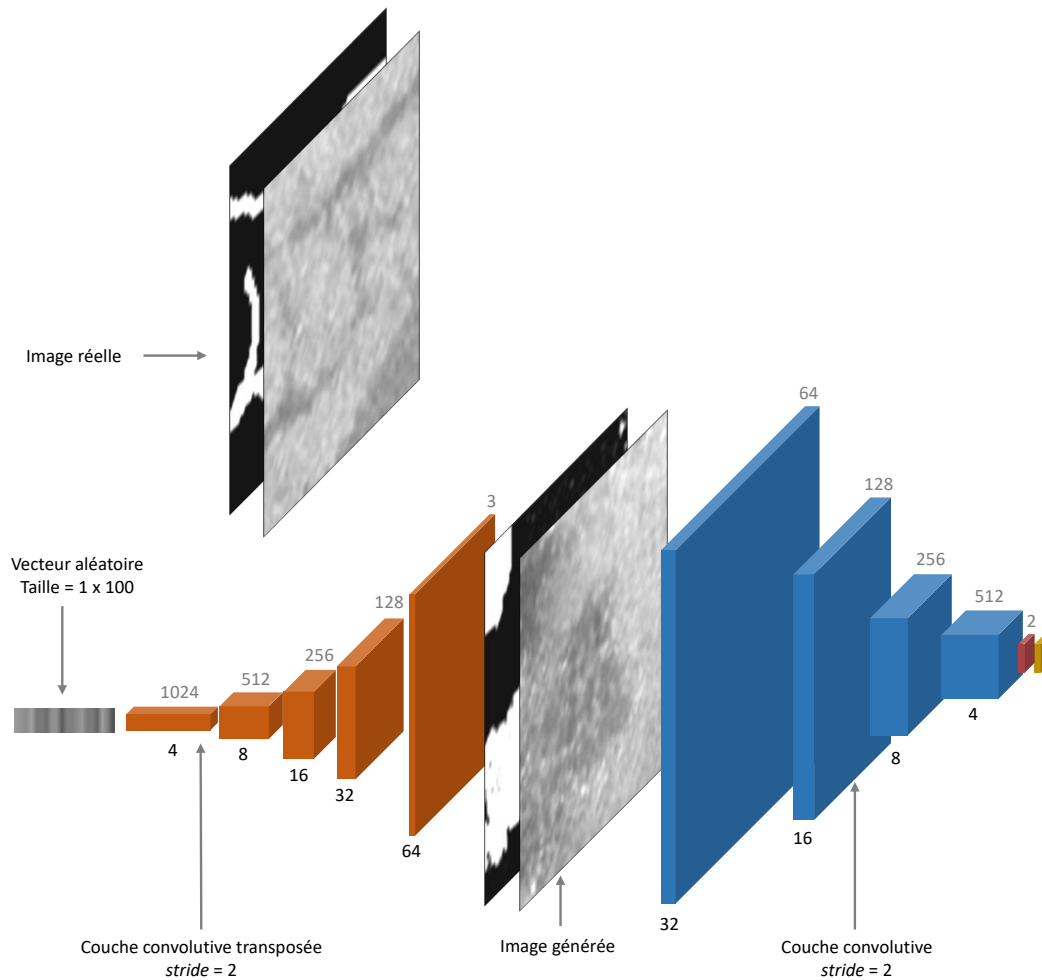 Image réelle
64
3
128
Vecteur aléatoire
Taille = 1 x 100
128
256
256
512
512
2
1024
4
8
16
32
64
4
8
16
32
Couche convolutive transposée
stride = 2
Image générée
Couche convolutive
stride = 2